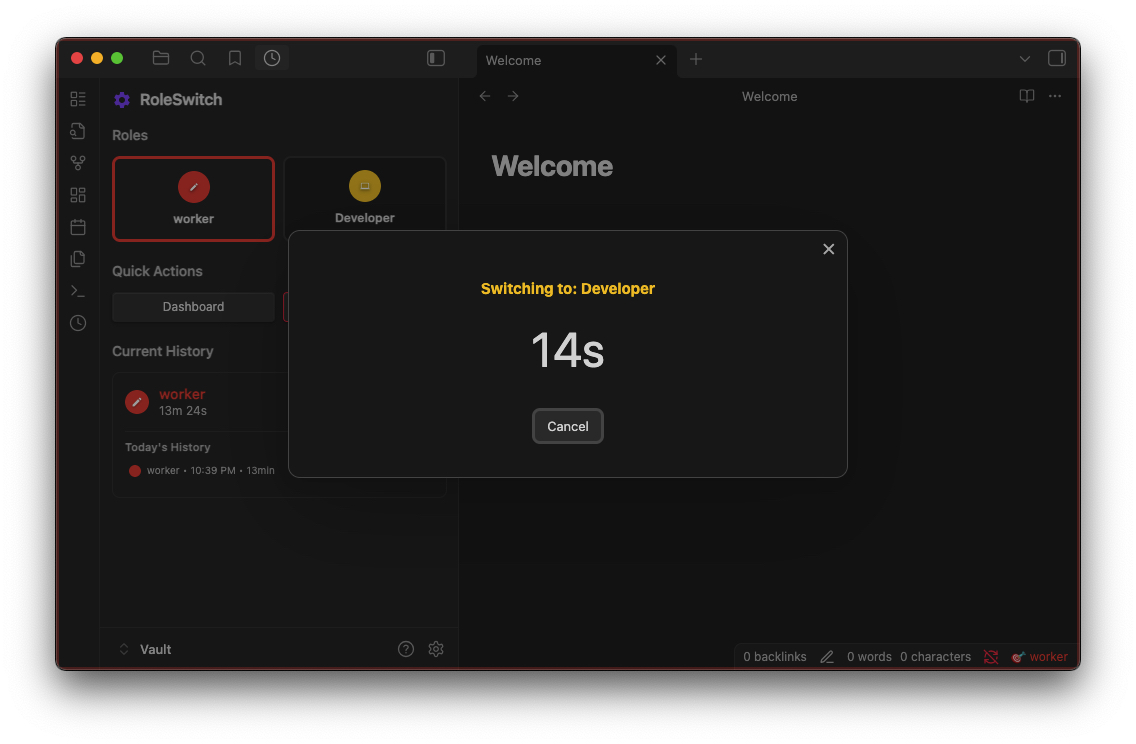 Welcome
RoleSwitch
Welcome
Roles
worker
Developer
Welcome
Quick Actions
Dashboard
Switching to: Developer
14s
Cancel
Current History
worker
13m 24s
Today's History
worker • 10:39 PM • 13min
Vault
0 backlinks
0 words 0 characters
worker